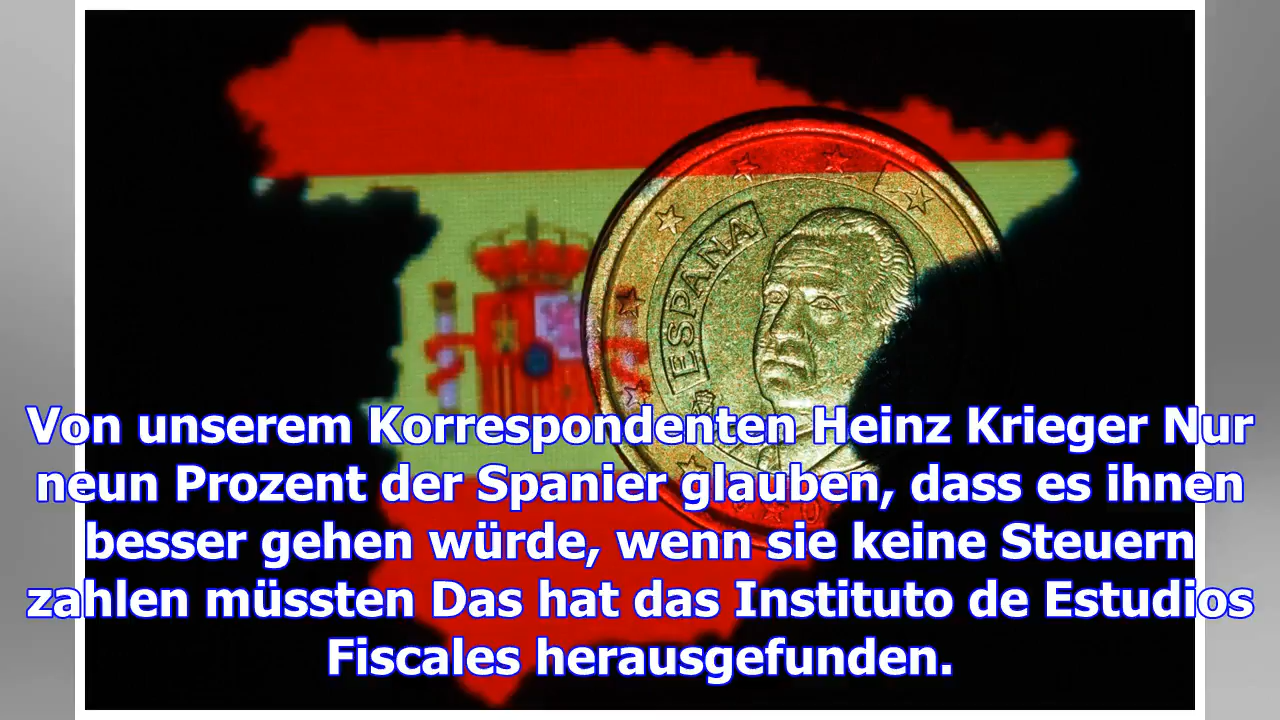 ESPAÑA
Von unserem Korrespondenten Heinz Krieger Nur
neun Prozent der Spanier glauben, dass es ihnen
besser gehen würde, wenn sie keine Steuern
zahlen müssten Das hat das Instituto de Estudios
Fiscales herausgefunden.